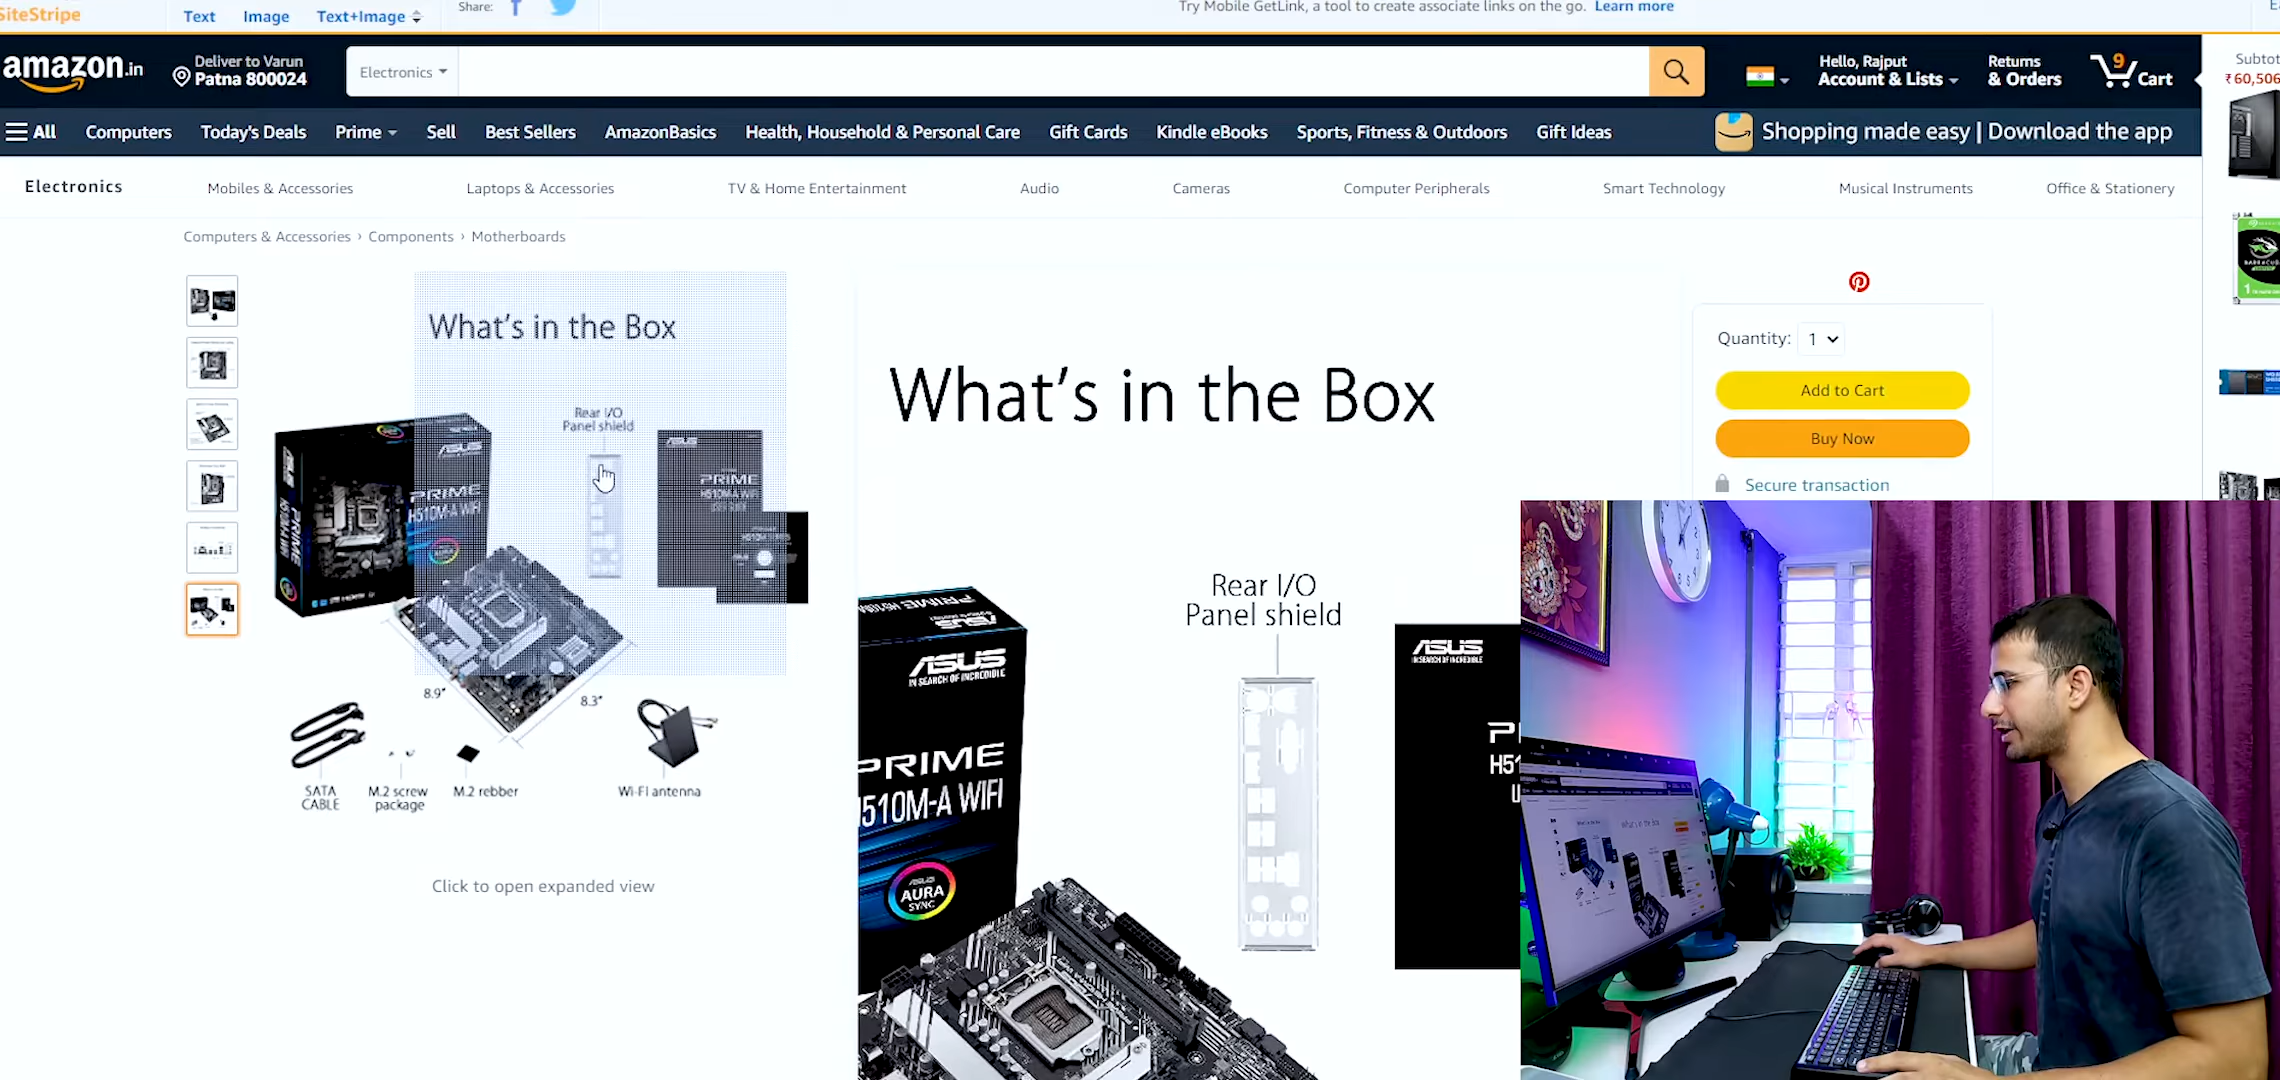 SiteStripe
Text Image Text+Image
Share:
Try Mobile GetLink, a tool to create associate links on the go. Learn more
amazon.in
Deliver to Varun
Patna 800024
Electronics
Hello, Rajput
Account & Lists
Returns
& Orders
9
Cart
Subtot
₹60,506
All Computers Today's Deals Prime Sell Best Sellers AmazonBasics Health, Household & Personal Care Gift Cards Kindle eBooks Sports, Fitness & Outdoors Gift Ideas
Shopping made easy | Download the app
Electronics Mobiles & Accessories Laptops & Accessories TV & Home Entertainment Audio Cameras Computer Peripherals Smart Technology Musical Instruments Office & Stationery
Computers & Accessories › Components › Motherboards
What's in the Box
Rear I/O
Panel shield
ASUS
PRIME
H510M-A WIFI
ASUS
PRIME
H510M-A WIFI
8.9"
8.3"
SATA
CABLE
M.2 screw
package
M.2 rebber
Wi-Fi antenna
Click to open expanded view
What's in the Box
Rear I/O
Panel shield
ASUS
IN SEARCH OF INCREDIBLE
PRIME
510M-A WIFI
AURA
SYNC
ASUS
IN SEARCH OF INCREDIBLE
H51
Quantity: 1
Add to Cart
Buy Now
Secure transaction
BARRACUDA
1